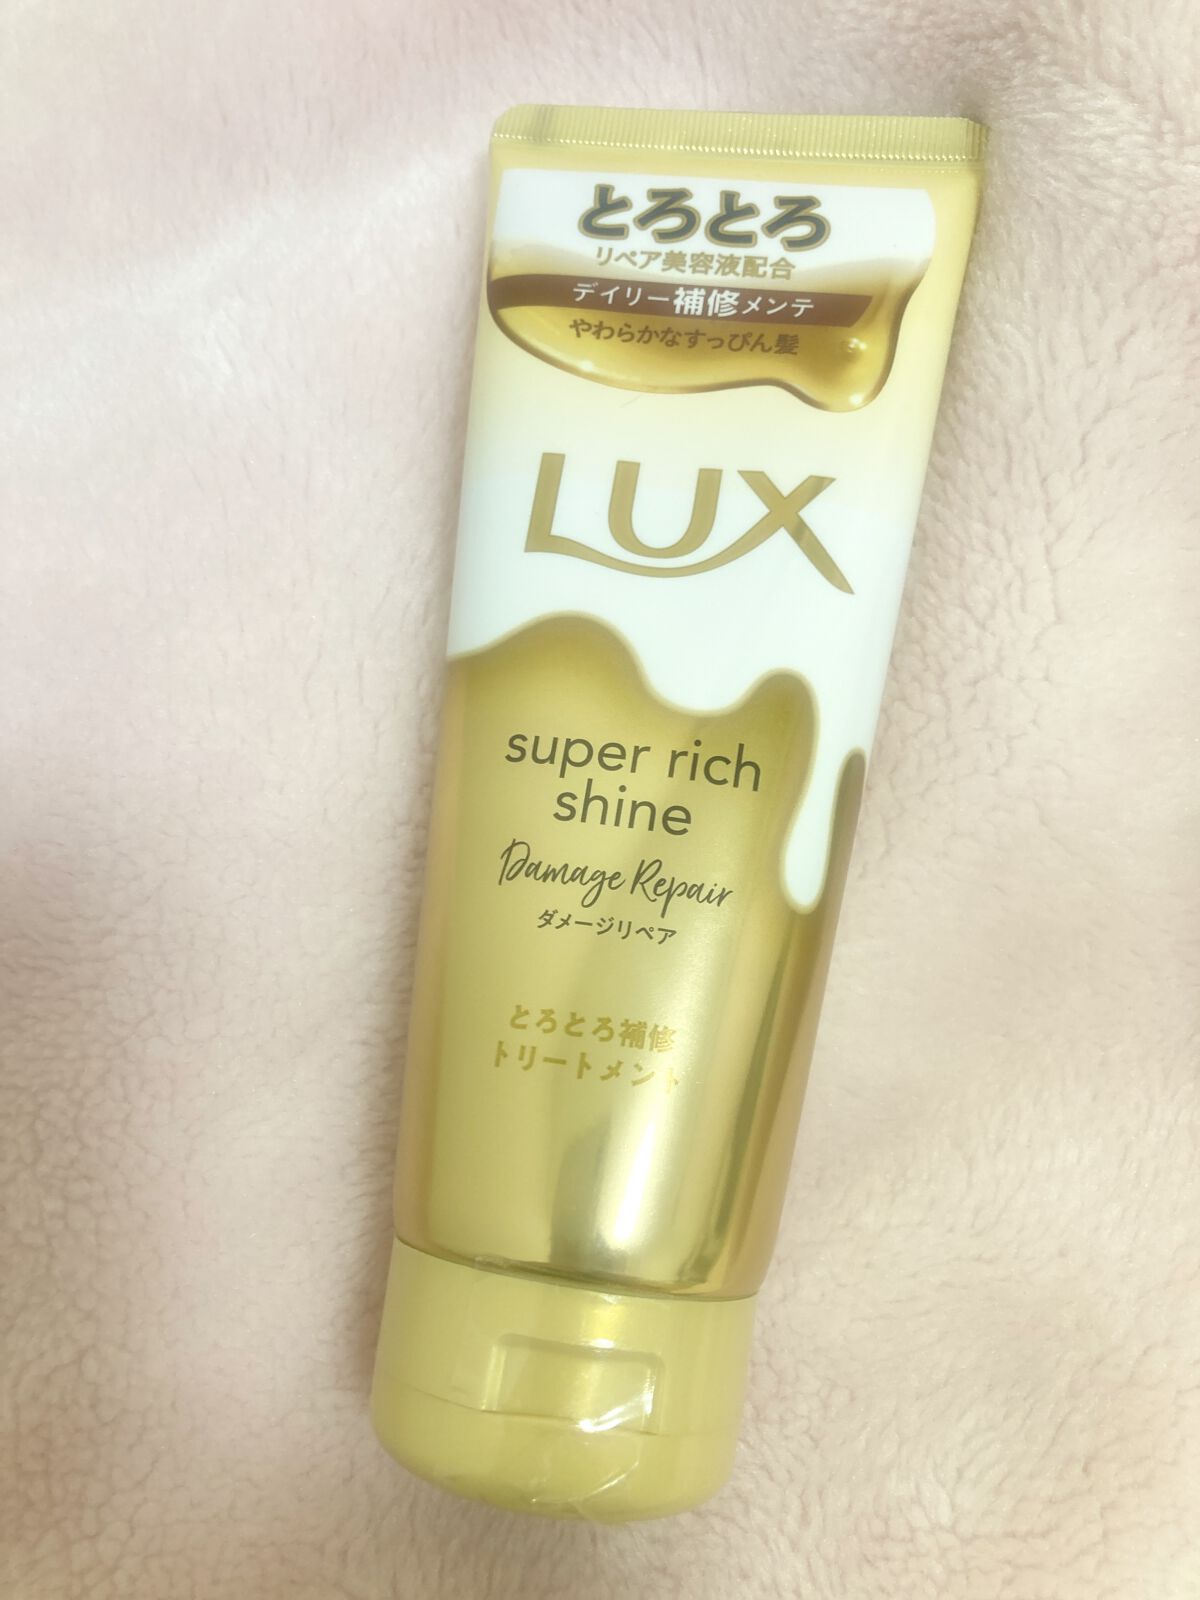 とろとろ
リペア美容液配合
デイリー補修メンテ
やわらかなすっぴん髪
LUX
super rich
shine
Damage Repair
ダメージリペア
とろとろ補修
トリートメント